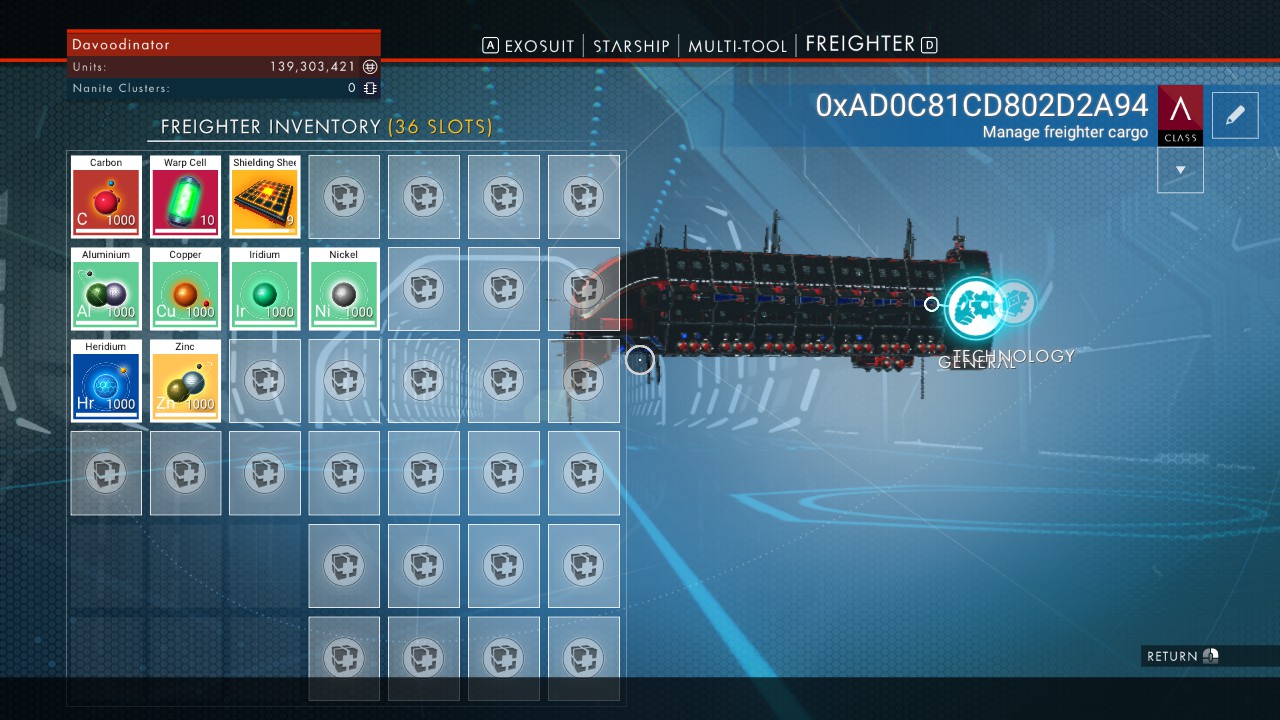 Davoodinator
Units: 139,303,421
Nanite Clusters: 0
A EXOSUIT STARSHIP MULTI-TOOL FREIGHTER D
0xAD0C81CD802D2A94
Manage freighter cargo
CLASS
FREIGHTER INVENTORY (36 SLOTS)
Carbon Warp Cell Shielding Shee
C 1000 10 9
Aluminium Copper Iridium Nickel
Al 1000 Cu 1000 Ir 1000 Ni 1000
Heridium Zinc
Hr 1000 Zn 1000
TECHNOLOGY
GENERAL
RETURN